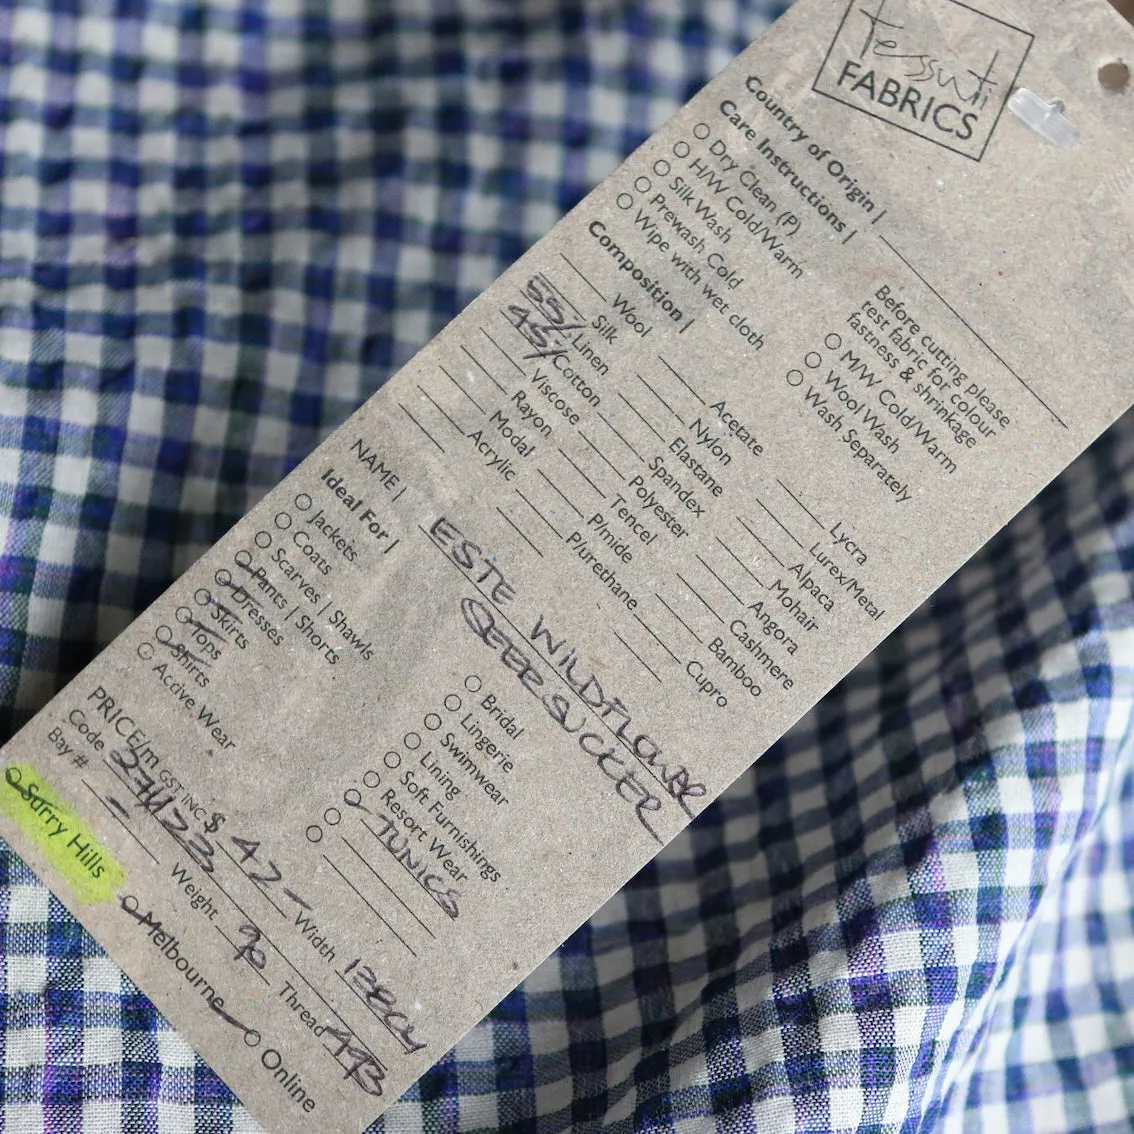 Tessuti
FABRICS
Country of Origin |
Care Instructions |
Dry Clean (P)
H/W Cold/Warm
Silk Wash
Prewash Cold
Wipe with wet cloth
Before cutting please
test fabric for colour
fastness & shrinkage
M/W Cold/Warm
Wool Wash
Wash Separately
Composition |
Wool
Silk
55/ Linen
45/ Cotton
Viscose
Rayon
Modal
Acrylic
Acetate
Nylon
Elastane
Spandex
Polyester
Tencel
P/mide
P/urethane
Lycra
Lurex/Metal
Alpaca
Mohair
Angora
Cashmere
Bamboo
Cupro
NAME | ESTE WILDFLOWER
SEERSUCKER
Ideal For |
Jackets
Coats
Scarves | Shawls
Pants | Shorts
Dresses
Skirts
Tops
Shirts
Active Wear
Bridal
Lingerie
Swimwear
Lining
Soft Furnishings
Resort Wear
TUNICS
PRICE/m GST INC $ 42- Width 138CM
Code Weight Thread
Bay # -
Surry Hills Melbourne Online